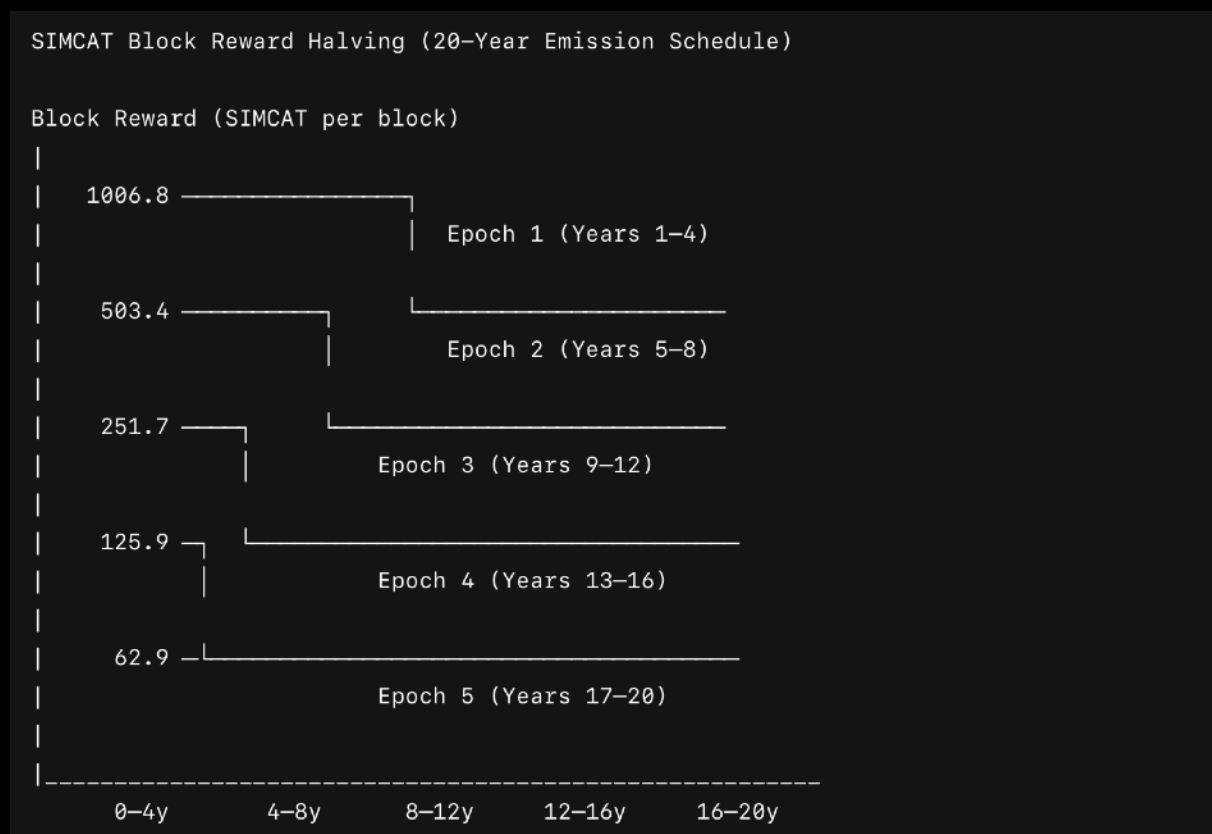 SIMCAT Block Reward Halving (20–Year Emission Schedule)
Block Reward (SIMCAT per block)
1006.8
Epoch 1 (Years 1–4)
503.4
Epoch 2 (Years 5–8)
251.7
Epoch 3 (Years 9–12)
125.9
Epoch 4 (Years 13–16)
62.9
Epoch 5 (Years 17–20)
0–4y 4–8y 8–12y 12–16y 16–20y